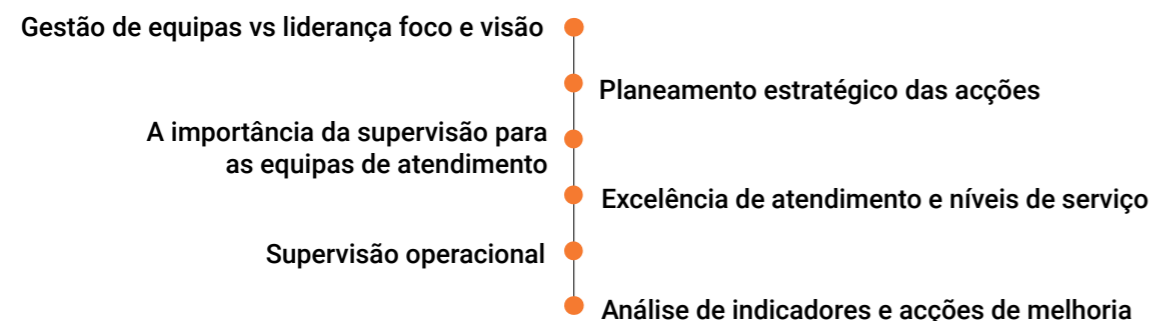 Gestão de equipas vs liderança foco e visão
Planeamento estratégico das acções
A importância da supervisão para
as equipas de atendimento
Excelência de atendimento e níveis de serviço
Supervisão operacional
Análise de indicadores e acções de melhoria